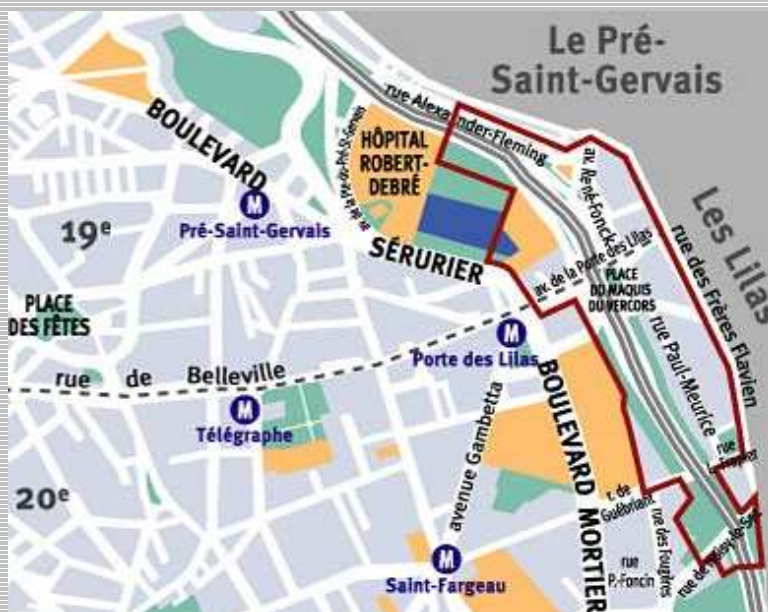 Le Pré-
Saint-Gervais
rue Alexander-Fleming
BOULEVARD
HÔPITAL
ROBERT-
DEBRÉ
av. René-Fonck
M
Pré-Saint-Gervais
19e
SÉRURIER
av. de la Porte des Lilas
Les Lilas
rue des Frères Flavien
PLACE
DU MAQUIS
DU VERCORS
PLACE
DES FÊTES
M
Porte des Lilas
rue de Belleville
rue Paul-Meurice
M
Télégraphe
avenue Gambetta
BOULEVARD MORTIER
rue
20e
r. de
Guébriant
rue des Fougères
rue
P.-Foncin
M
Saint-Fargeau